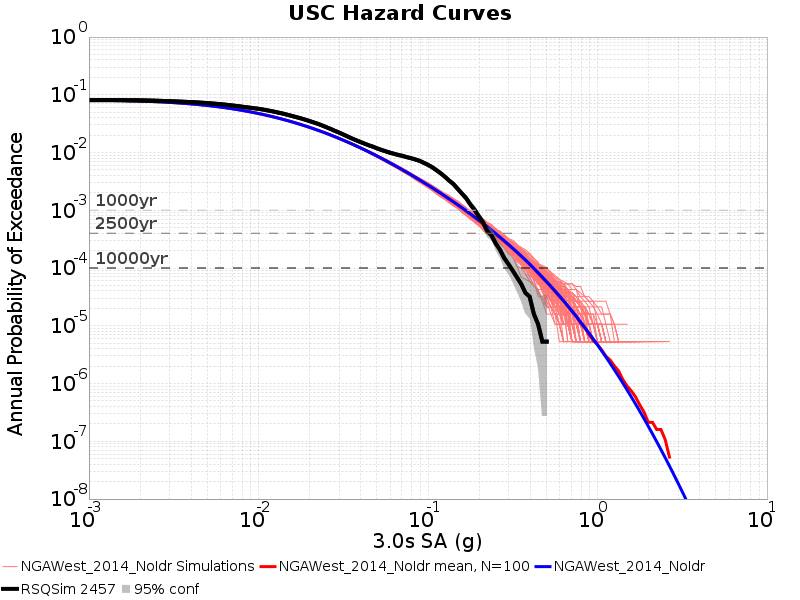 USC Hazard Curves
Annual Probability of Exceedance
10^0
10^-1
10^-2
10^-3
10^-4
10^-5
10^-6
10^-7
10^-8
1000yr
2500yr
10000yr
10^-3 10^-2 10^-1 10^0 10^1
3.0s SA (g)
NGAWest_2014_NoIdr Simulations NGAWest_2014_NoIdr mean, N=100 NGAWest_2014_NoIdr
RSQSim 2457 95% conf